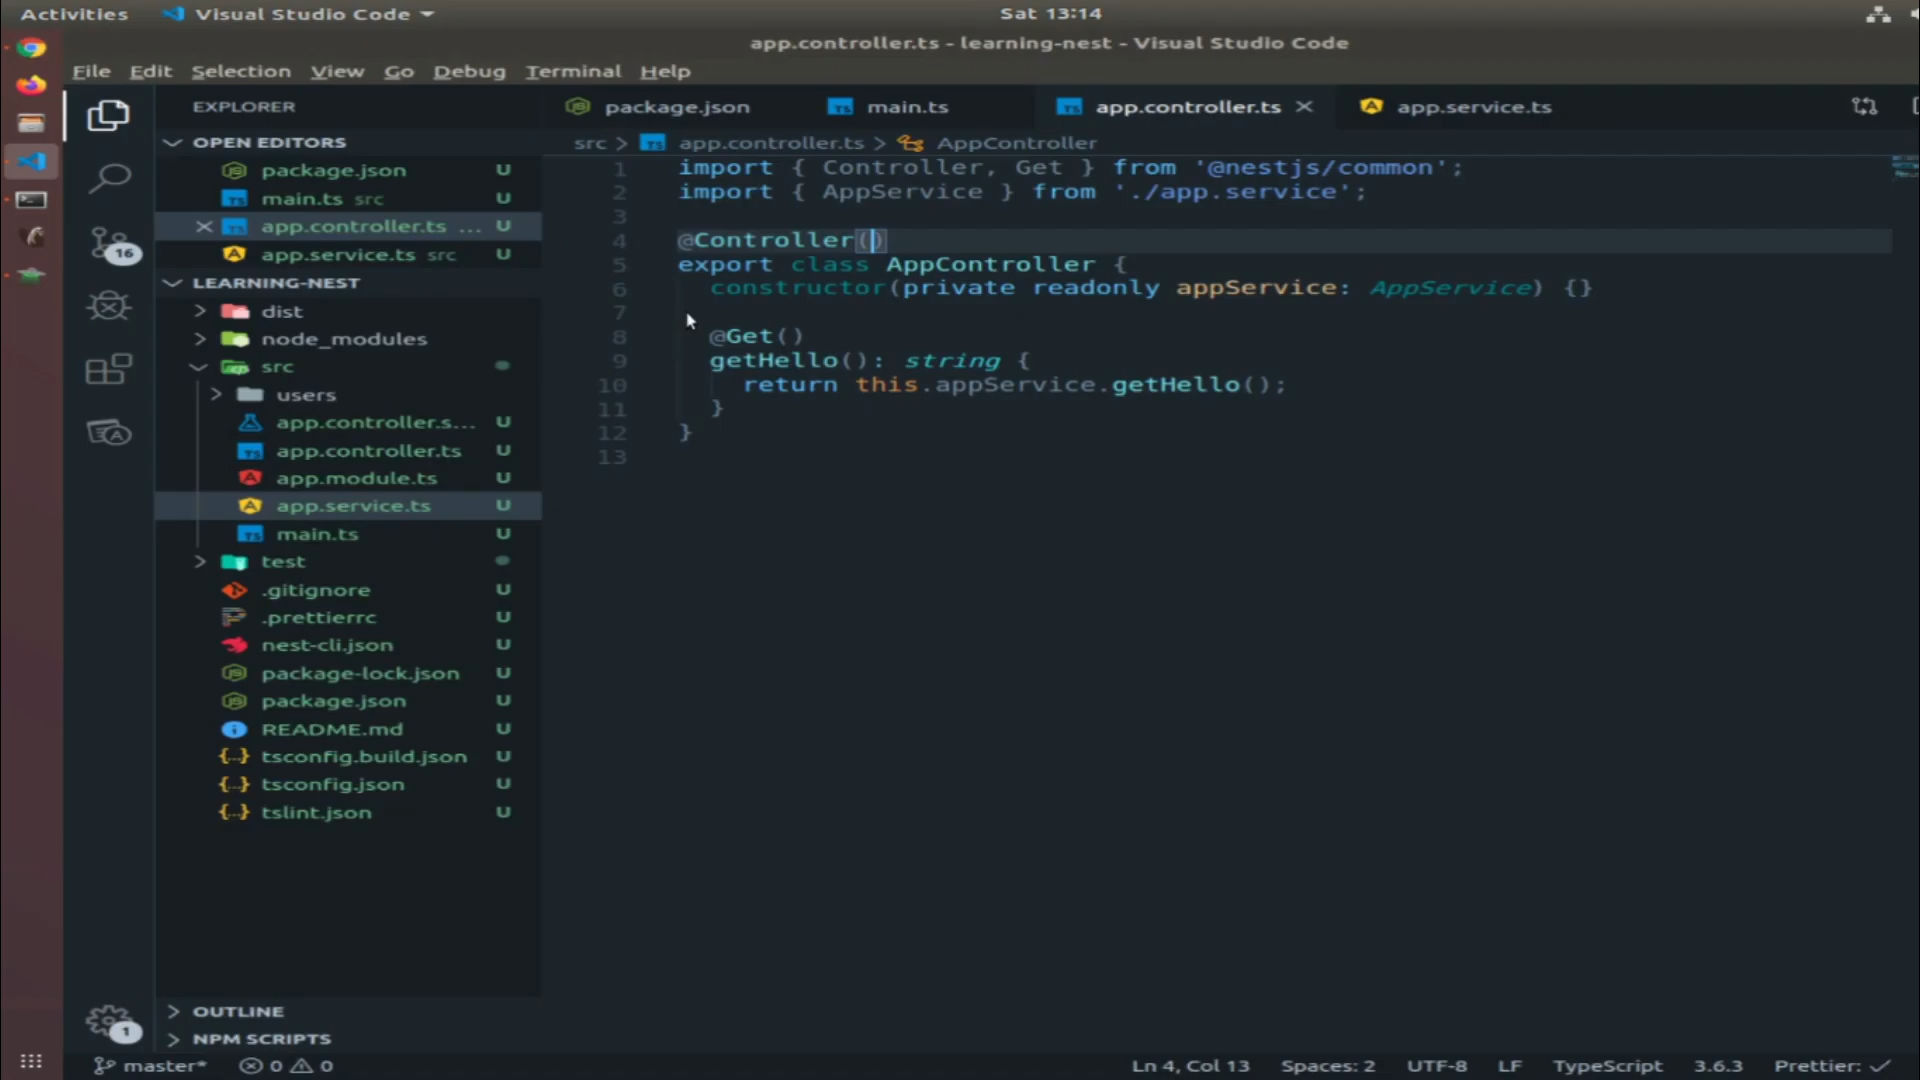 Activities
Visual Studio Code
Sat 13:14
app.controller.ts - learning-nest - Visual Studio Code
File Edit Selection View Go Debug Terminal Help
EXPLORER
OPEN EDITORS
package.json U
main.ts src U
app.controller.ts ... U
app.service.ts src U
LEARNING-NEST
dist
node_modules
src
users
app.controller.s... U
app.controller.ts U
app.module.ts U
app.service.ts U
main.ts U
test
.gitignore U
.prettierrc U
nest-cli.json U
package-lock.json U
package.json U
README.md U
tsconfig.build.json U
tsconfig.json U
tslint.json U
OUTLINE
NPM SCRIPTS
16
1
package.json
main.ts
app.controller.ts
app.service.ts
src > app.controller.ts > AppController
1 import { Controller, Get } from '@nestjs/common';
2 import { AppService } from './app.service';
3
4 @Controller()
5 export class AppController {
6 constructor(private readonly appService: AppService) {}
7
8 @Get()
9 getHello(): string {
10 return this.appService.getHello();
11 }
12 }
13
master* 0 0
Ln 4, Col 13 Spaces: 2 UTF-8 LF TypeScript 3.6.3 Prettier: ✓